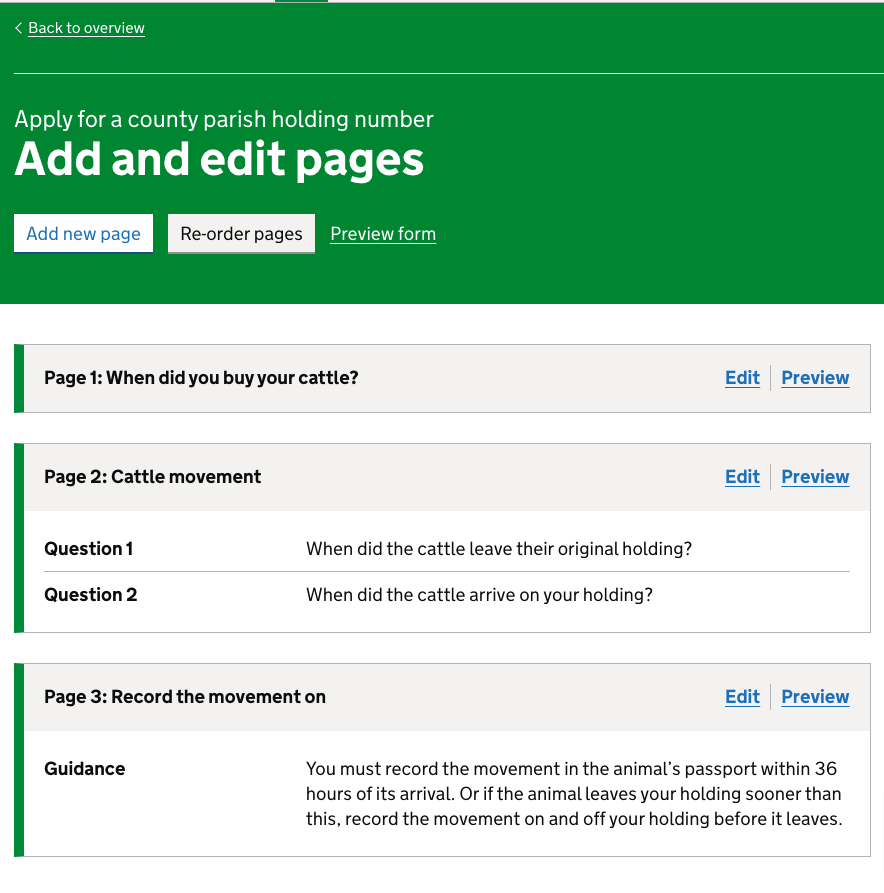 Back to overview
Apply for a county parish holding number
Add and edit pages
Add new page Re-order pages Preview form
Page 1: When did you buy your cattle? Edit Preview
Page 2: Cattle movement Edit Preview
Question 1 When did the cattle leave their original holding?
Question 2 When did the cattle arrive on your holding?
Page 3: Record the movement on Edit Preview
Guidance You must record the movement in the animal’s passport within 36
hours of its arrival. Or if the animal leaves your holding sooner than
this, record the movement on and off your holding before it leaves.